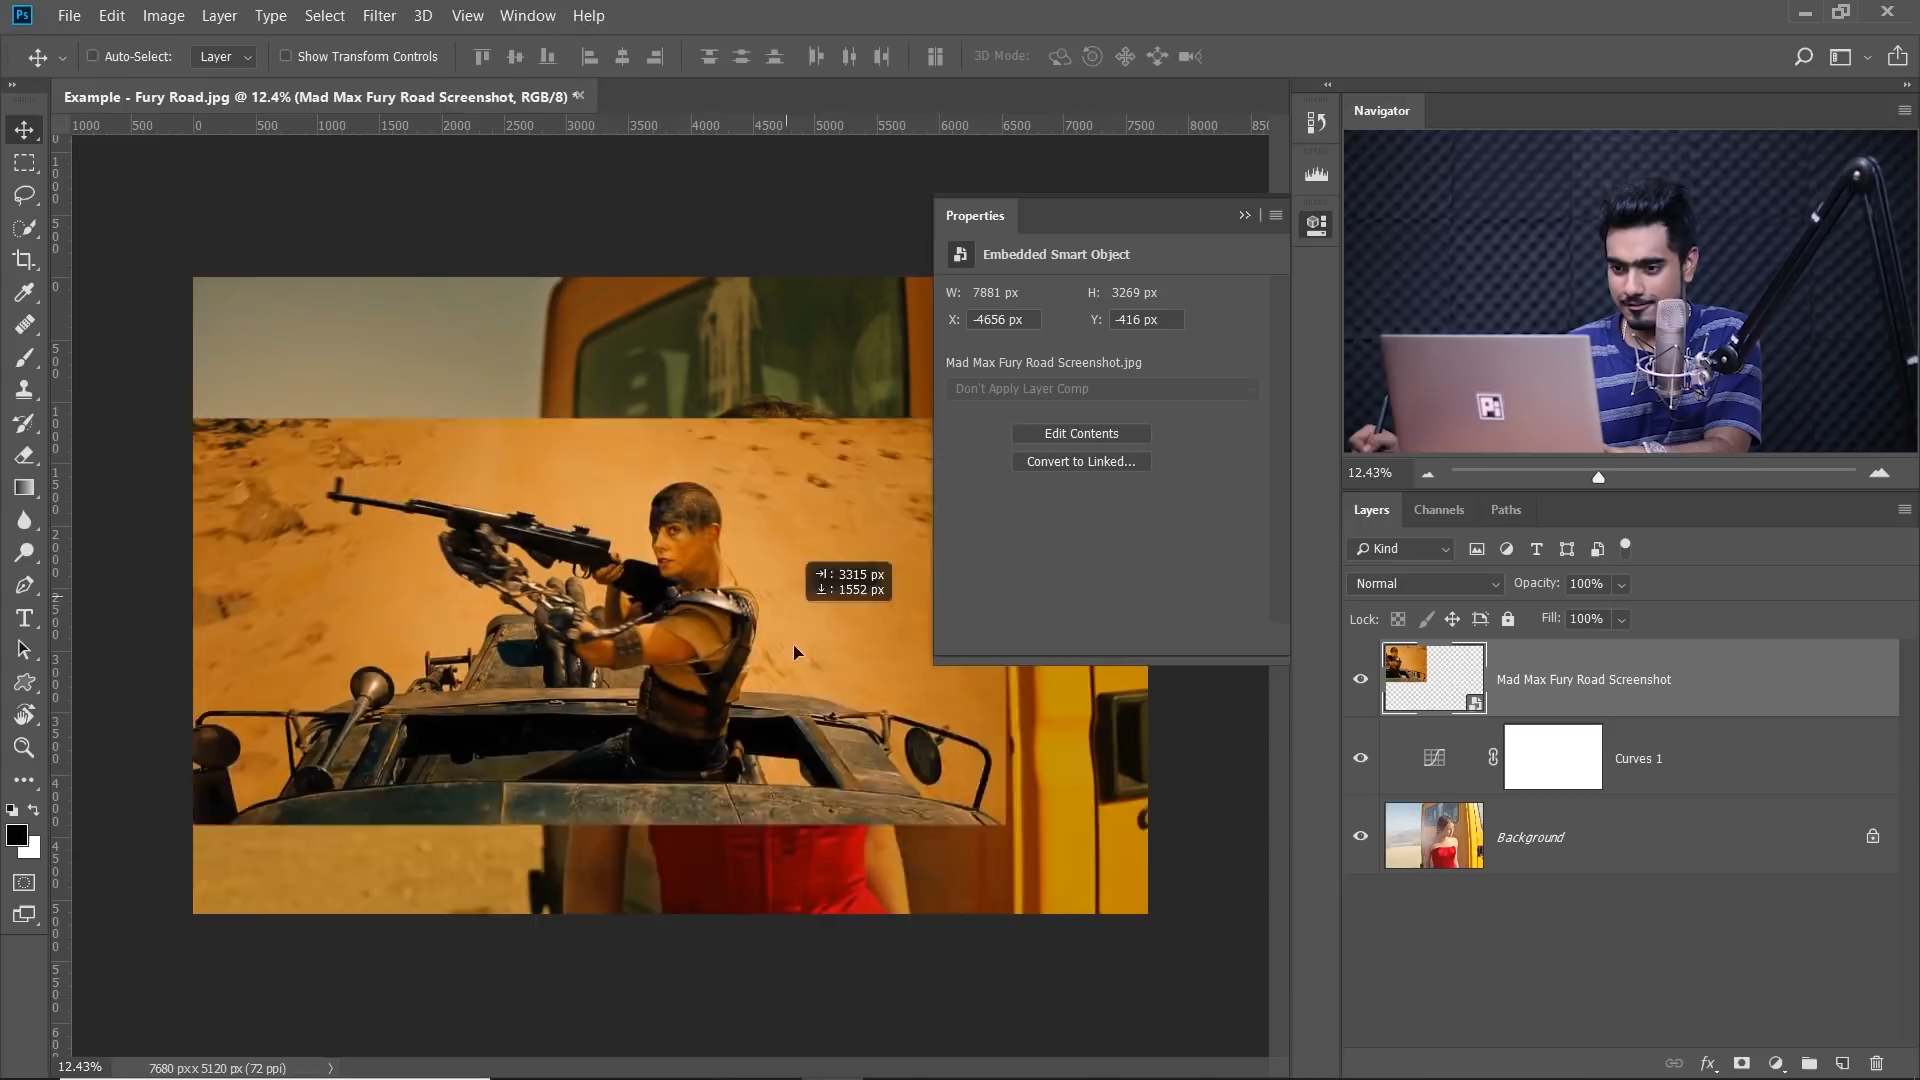 Ps File Edit Image Layer Type Select Filter 3D View Window Help
Auto-Select: Layer Show Transform Controls 3D Mode:
Example - Fury Road.jpg @ 12.4% (Mad Max Fury Road Screenshot, RGB/8) *
1000 500 0 500 1000 1500 2000 2500 3000 3500 4000 4500 5000 5500 6000 6500 7000 7500 8000
Navigator
Properties
Embedded Smart Object
W: 7881 px H: 3269 px
X: -4656 px Y: -416 px
Mad Max Fury Road Screenshot.jpg
Don't Apply Layer Comp
Edit Contents
Convert to Linked...
Pi
12.43%
Layers Channels Paths
Kind
Normal Opacity: 100%
Lock: Fill: 100%
: 3315 px
: 1552 px
Mad Max Fury Road Screenshot
Curves 1
Background
12.43% 7680 px x 5120 px (72 ppi)